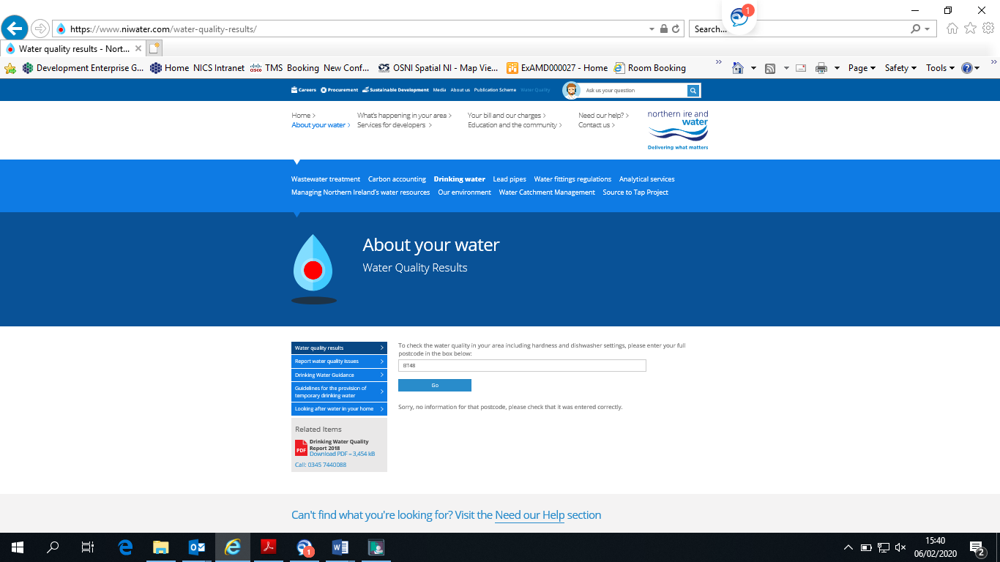 1
https://www.niwater.com/water-quality-results/
Search...
Water quality results - Nort...
Development Enterprise G...
Home NICS Intranet
TMS Booking New Conf...
OSNI Spatial NI - Map Vie...
ExAMD000027 - Home
Room Booking
Page
Safety
Tools
Careers
Procurement
Sustainable Development
Media
About us
Publication Scheme
Water Quality
Ask us your question
Home >
What's happening in your area >
Your bill and our charges >
Need our help? >
About your water >
Services for developers >
Education and the community >
Contact us >
northern ire and
water
Delivering what matters
Wastewater treatment Carbon accounting Drinking water Lead pipes Water fittings regulations Analytical services
Managing Northern Ireland's water resources Our environment Water Catchment Management Source to Tap Project
About your water
Water Quality Results
Water quality results
Report water quality issues
Drinking Water Guidance
Guidelines for the provision of
temporary drinking water
Looking after water in your home
Related Items
PDF
Drinking Water Quality
Report 2018
Download PDF – 3,454 kB
Call: 0345 7440088
To check the water quality in your area including hardness and dishwasher settings, please enter your full
postcode in the box below:
BT48
Go
Sorry, no information for that postcode, please check that it was entered correctly.
Can't find what you're looking for? Visit the Need our Help section
1
15:40
06/02/2020
2